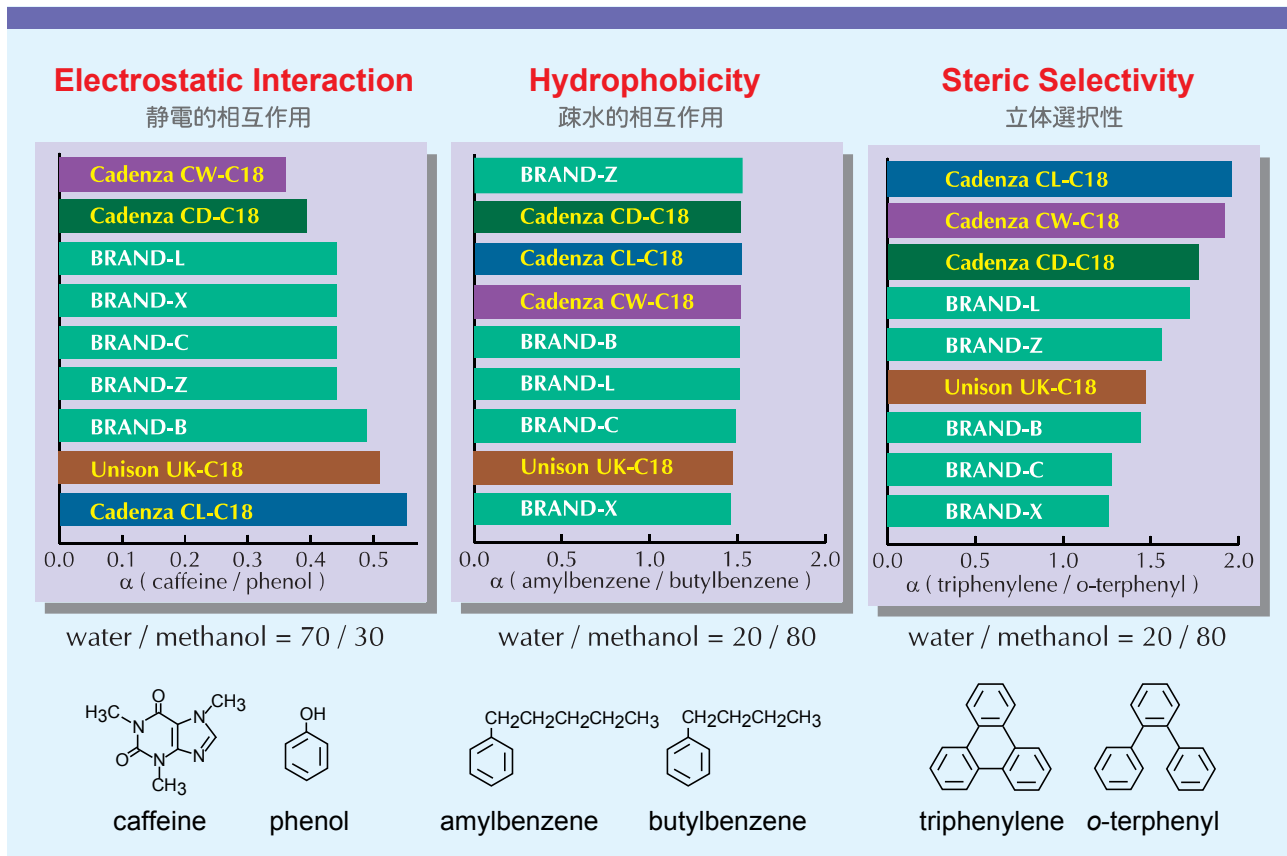 Electrostatic Interaction
静電的相互作用
Cadenza CW-C18
Cadenza CD-C18
BRAND-L
BRAND-X
BRAND-C
BRAND-Z
BRAND-B
Unison UK-C18
Cadenza CL-C18
0.0 0.1 0.2 0.3 0.4 0.5
α ( caffeine / phenol )
water / methanol = 70 / 30
Hydrophobicity
疎水的相互作用
BRAND-Z
Cadenza CD-C18
Cadenza CL-C18
Cadenza CW-C18
BRAND-B
BRAND-L
BRAND-C
Unison UK-C18
BRAND-X
0.0 0.5 1.0 1.5 2.0
α ( amylbenzene / butylbenzene )
water / methanol = 20 / 80
Steric Selectivity
立体選択性
Cadenza CL-C18
Cadenza CW-C18
Cadenza CD-C18
BRAND-L
BRAND-Z
Unison UK-C18
BRAND-B
BRAND-C
BRAND-X
0.0 0.5 1.0 1.5 2.0
α ( triphenylene / o-terphenyl )
water / methanol = 20 / 80
O
CH3
H3C
N
N
O
N
N
CH3
caffeine
OH
phenol
CH2CH2CH2CH2CH3
amylbenzene
CH2CH2CH2CH3
butylbenzene
triphenylene
o-terphenyl